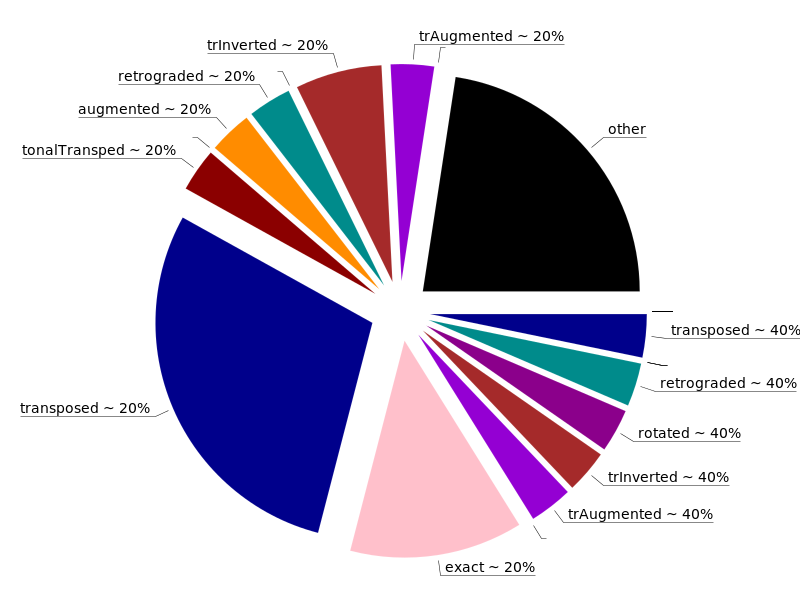 trAugmented ~ 20%
trInverted ~ 20%
retrograded ~ 20%
augmented ~ 20%
other
tonalTransped ~ 20%
transposed ~ 40%
retrograded ~ 40%
transposed ~ 20%
rotated ~ 40%
trInverted ~ 40%
trAugmented ~ 40%
exact ~ 20%